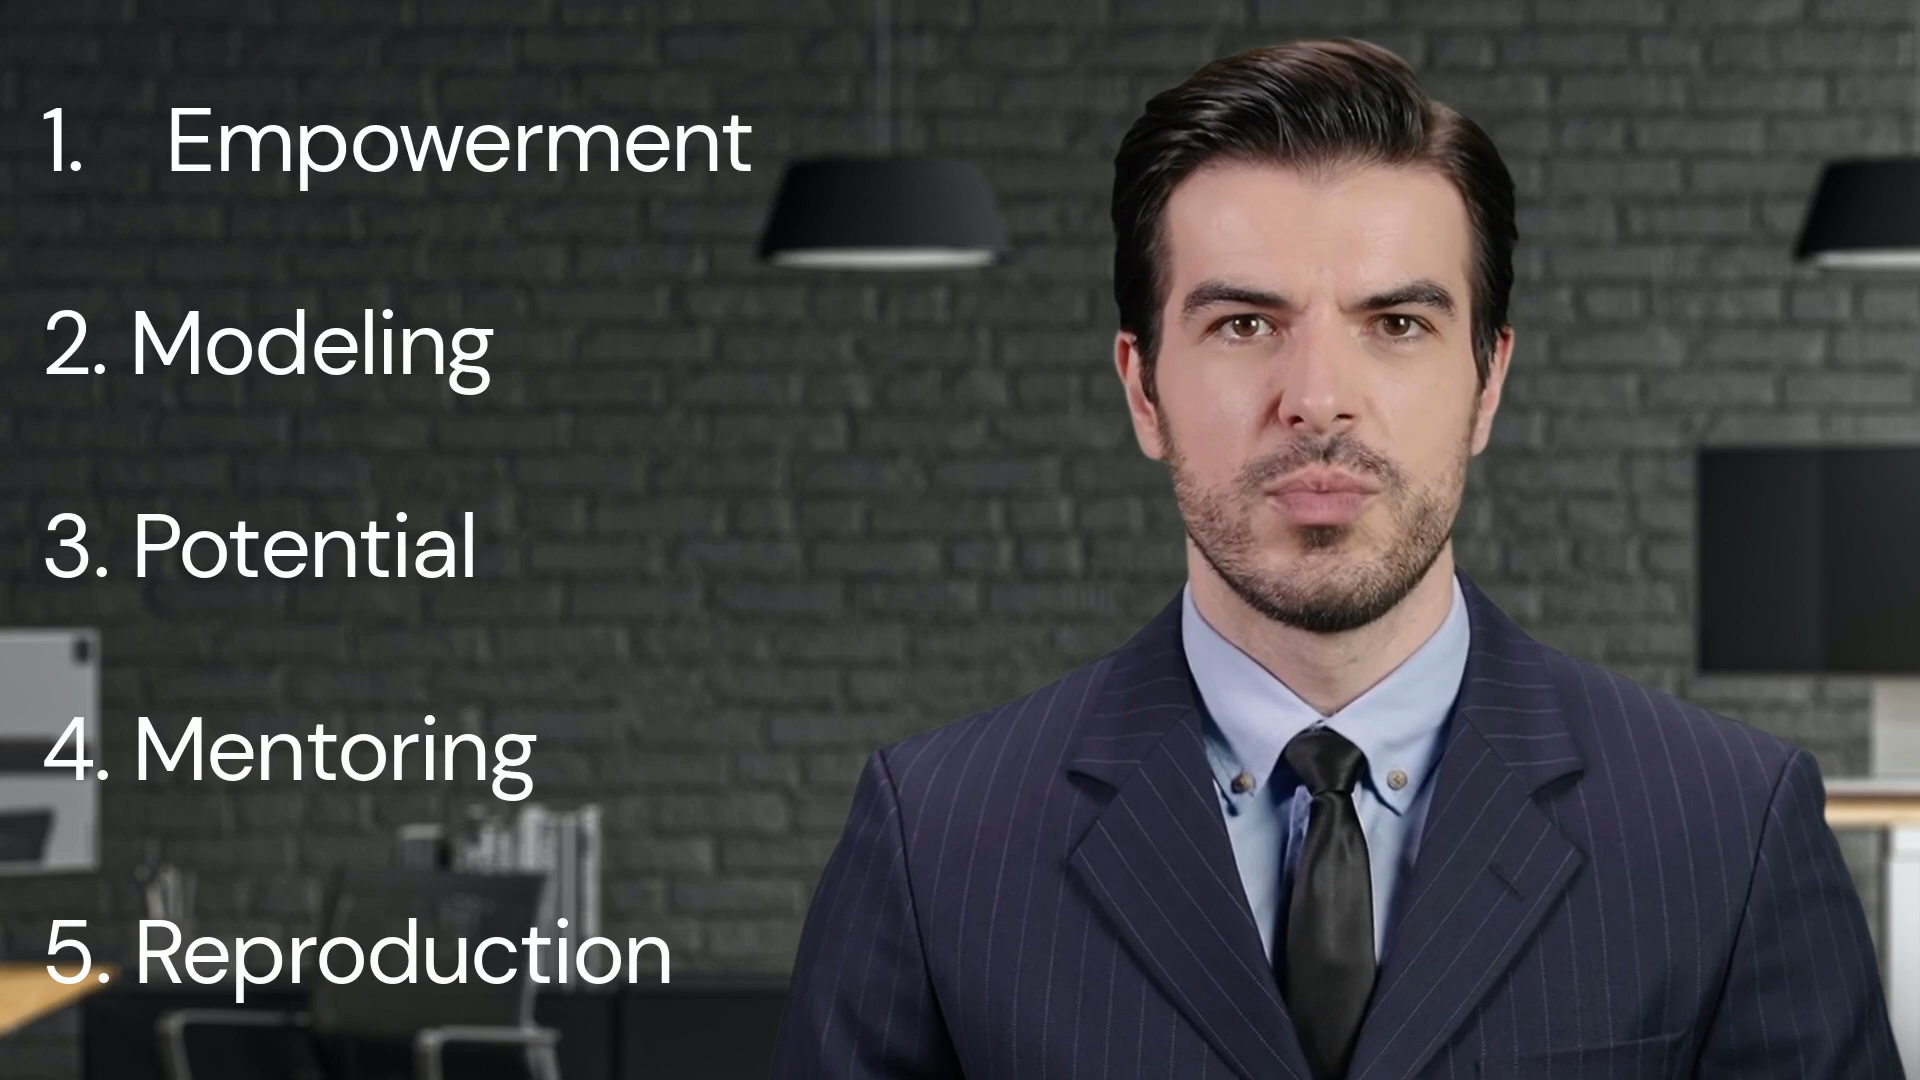 1. Empowerment
2. Modeling
3. Potential
4. Mentoring
5. Reproduction